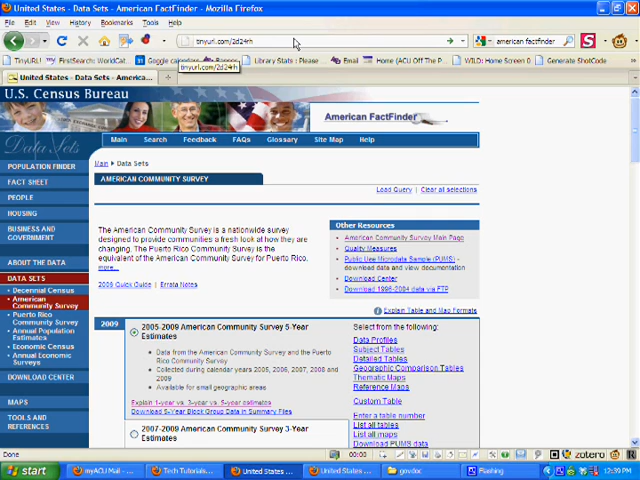 United States - Data Sets - American FactFinder - Mozilla Firefox
File Edit View History Bookmarks Tools Help
tinyurl.com/2d24rh
american factfinder
TinyURL! FirstSearch: WorldCat... Google calendar Banner Library Stats : Please ... Email Home (ACU Off The P... WILD: Home Screen 0 Generate ShotCode
tinyurl.com/2d24rh
United States - Data Sets - America...
U.S. Census Bureau
American FactFinder
Main Search Feedback FAQs Glossary Site Map Help
Data Sets
POPULATION FINDER
FACT SHEET
PEOPLE
HOUSING
BUSINESS AND
GOVERNMENT
ABOUT THE DATA
DATA SETS
• Decennial Census
• American
Community Survey
• Puerto Rico
Community Survey
• Annual Population
Estimates
• Economic Census
• Annual Economic
Surveys
DOWNLOAD CENTER
MAPS
TOOLS AND
REFERENCES
Main ▸ Data Sets
AMERICAN COMMUNITY SURVEY
Load Query | Clear all selections
The American Community Survey is a nationwide survey
designed to provide communities a fresh look at how they are
changing. The Puerto Rico Community Survey is the
equivalent of the American Community Survey for Puerto Rico.
more...
2009 Quick Guide | Errata Notes
Other Resources
• American Community Survey Main Page
• Quality Measures
• Public Use Microdata Sample (PUMS) -
download data and view documentation
• Download Center
• Download 1996-2004 data via FTP
Explain Table and Map Formats
2009
2005-2009 American Community Survey 5-Year
Estimates
• Data from the American Community Survey and the Puerto
Rico Community Survey
• Collected during calendar years 2005, 2006, 2007, 2008 and
2009
• Available for small geographic areas
Explain 1-year vs. 3-year vs. 5-year estimates
Download 5-Year Block Group Data in Summary Files
2007-2009 American Community Survey 3-Year
Estimates
Select from the following:
Data Profiles
Subject Tables
Detailed Tables
Geographic Comparison Tables
Thematic Maps
Reference Maps
Custom Table
Enter a table number
List all tables
List all maps
Download PUMS data
Done
00:00
zotero
start
myACU Mail - ...
Tech Tutorials...
United States ...
United States ...
govdoc
12:39 PM